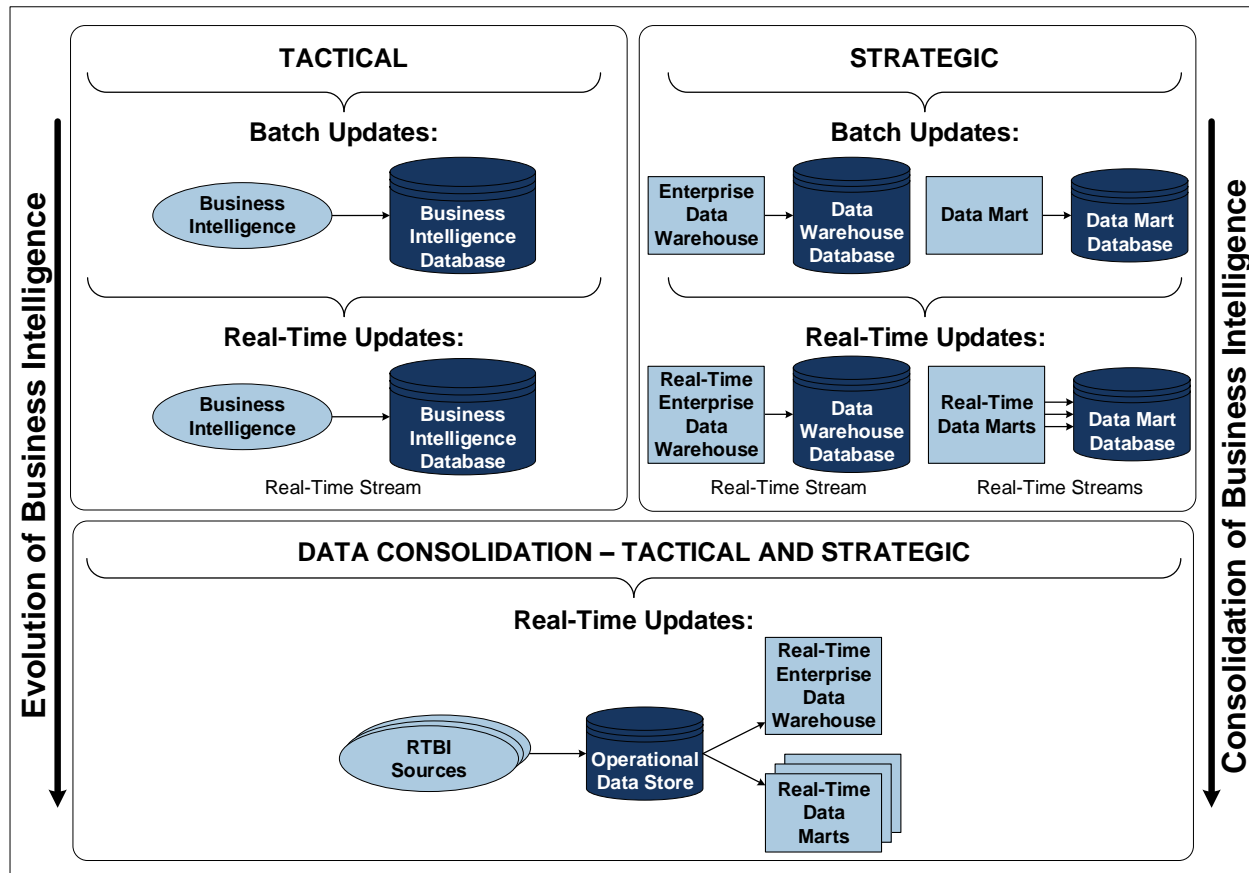 Evolution of Business Intelligence
TACTICAL
Batch Updates:
Business
Intelligence
Business
Intelligence
Database
Real-Time Updates:
Business
Intelligence
Business
Intelligence
Database
Real-Time Stream
STRATEGIC
Batch Updates:
Enterprise
Data
Warehouse
Data
Warehouse
Database
Data Mart
Data Mart
Database
Real-Time Updates:
Real-Time
Enterprise
Data
Warehouse
Data
Warehouse
Database
Real-Time
Data Marts
Data Mart
Database
Real-Time Stream
Real-Time Streams
DATA CONSOLIDATION – TACTICAL AND STRATEGIC
Real-Time Updates:
RTBI
Sources
Operational
Data Store
Real-Time
Enterprise
Data
Warehouse
Real-Time
Data
Marts
Consolidation of Business Intelligence